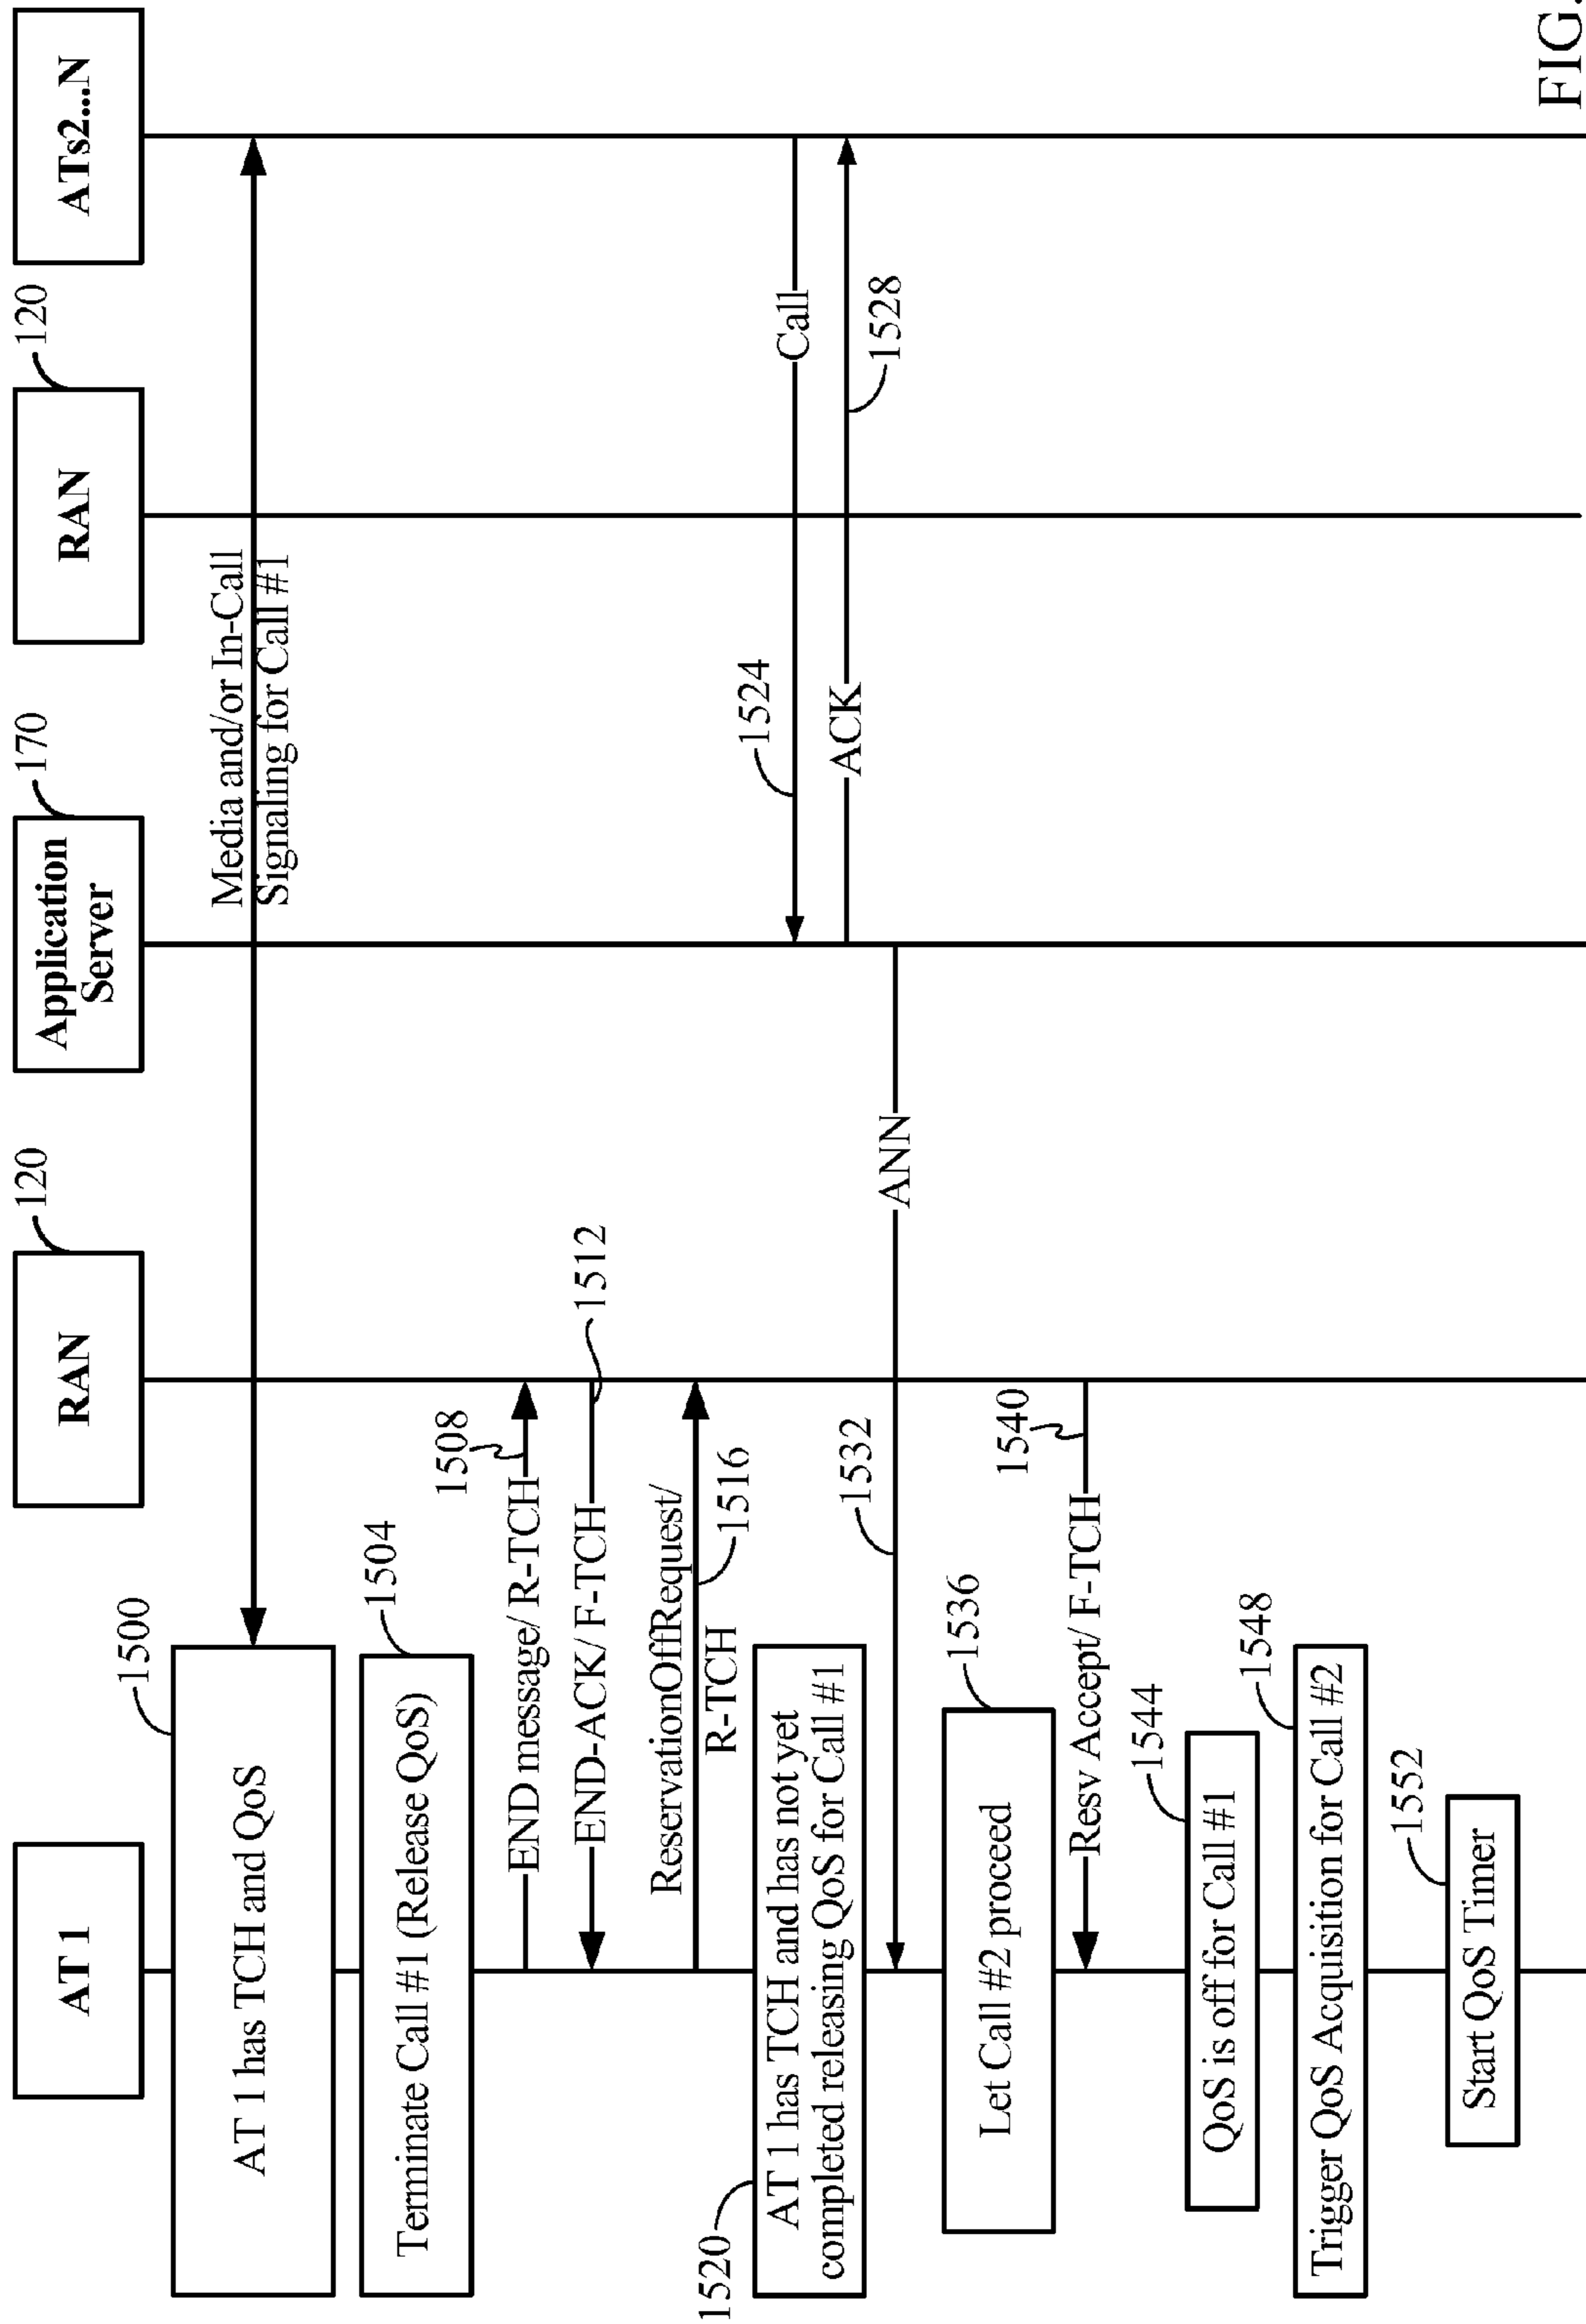 AT 1
RAN
120
Application
Server
170
RAN
120
ATs2...N
1500
AT 1 has TCH and QoS
Media and/or In-Call
Signaling for Call #1
Terminate Call #1 (Release QoS)
1504
END message/ R-TCH
1508
END-ACK/ F-TCH
1512
ReservationOffRequest/
R-TCH
1516
1520
AT 1 has TCH and has not yet
completed releasing QoS for Call #1
Call
1524
ACK
1528
ANN
1532
Let Call #2 proceed
1536
Resv Accept/ F-TCH
1540
QoS is off for Call #1
1544
Trigger QoS Acquisition for Call #2
1548
Start QoS Timer
1552
FIG.